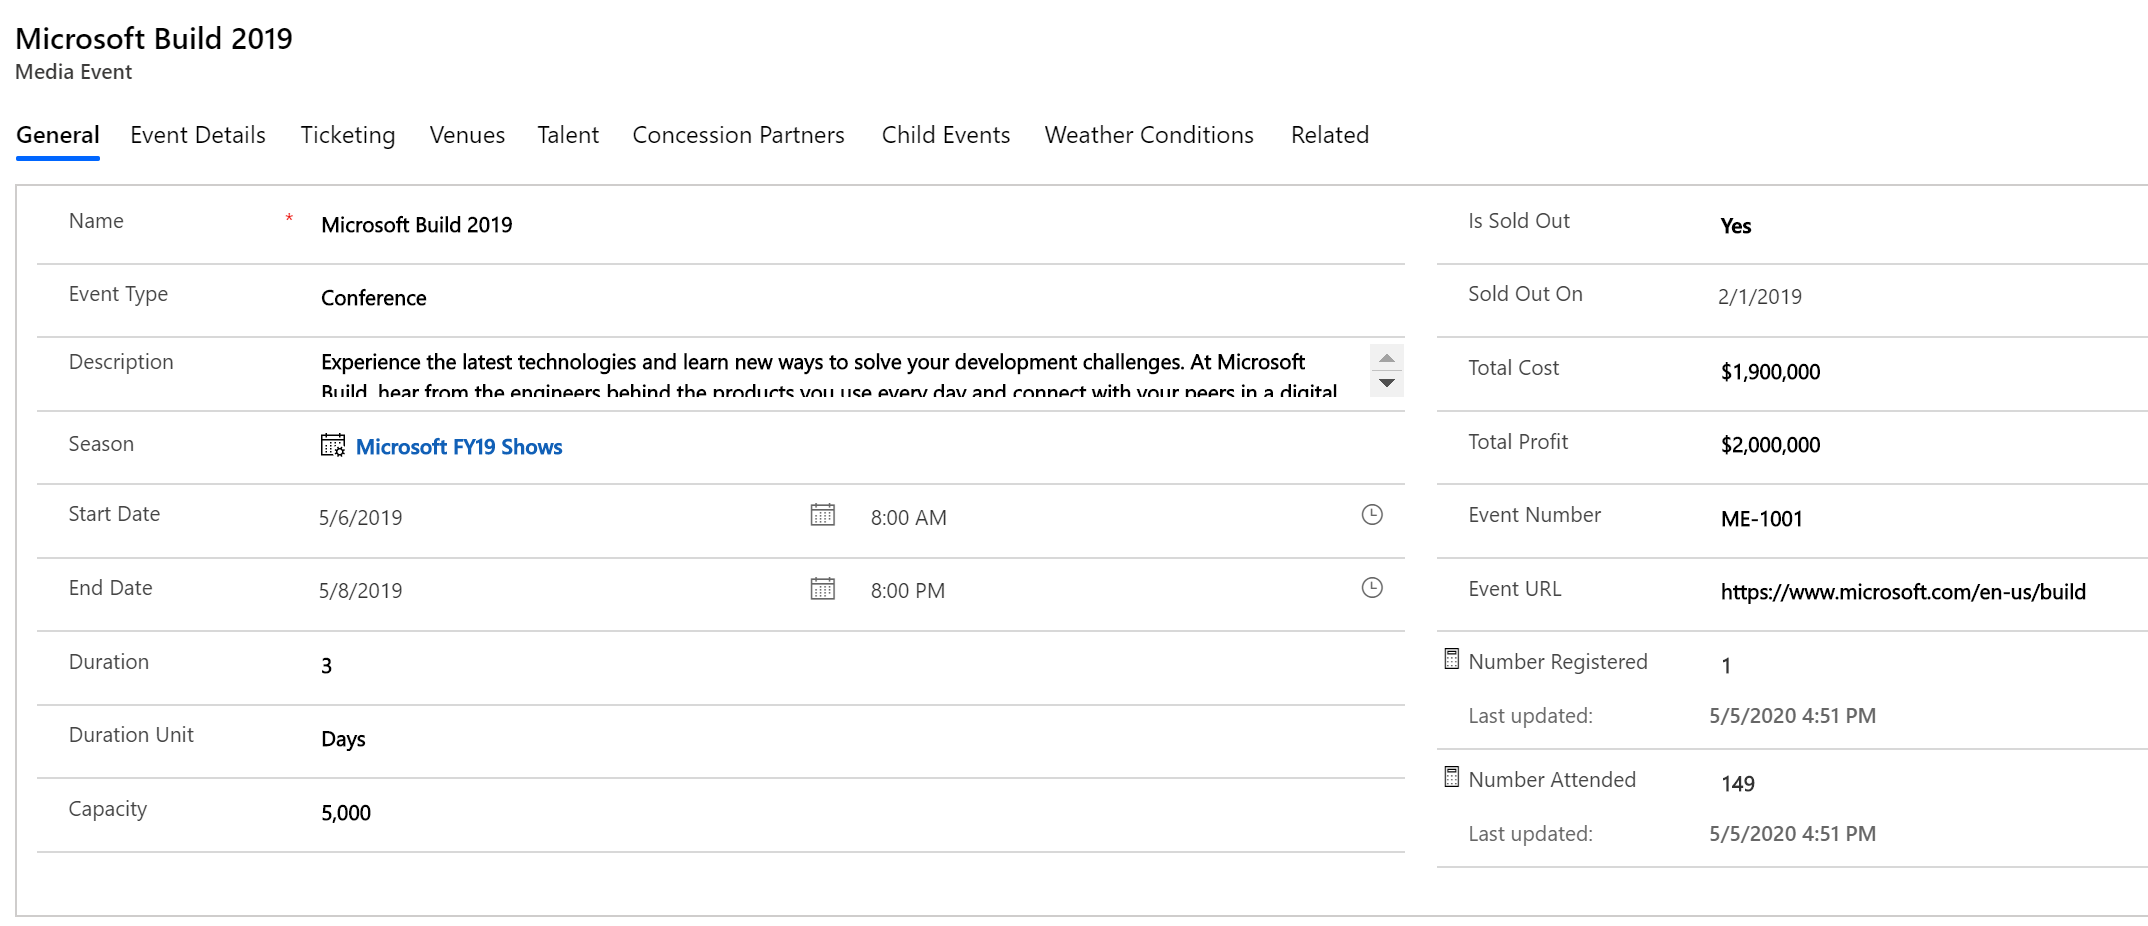 Microsoft Build 2019
Media Event
General Event Details Ticketing Venues Talent Concession Partners Child Events Weather Conditions Related
Name * Microsoft Build 2019
Event Type Conference
Description Experience the latest technologies and learn new ways to solve your development challenges. At Microsoft
Build, hear from the engineers behind the products you use every day and connect with your peers in a digital
Season Microsoft FY19 Shows
Start Date 5/6/2019 8:00 AM
End Date 5/8/2019 8:00 PM
Duration 3
Duration Unit Days
Capacity 5,000
Is Sold Out Yes
Sold Out On 2/1/2019
Total Cost $1,900,000
Total Profit $2,000,000
Event Number ME-1001
Event URL https://www.microsoft.com/en-us/build
Number Registered 1
Last updated: 5/5/2020 4:51 PM
Number Attended 149
Last updated: 5/5/2020 4:51 PM